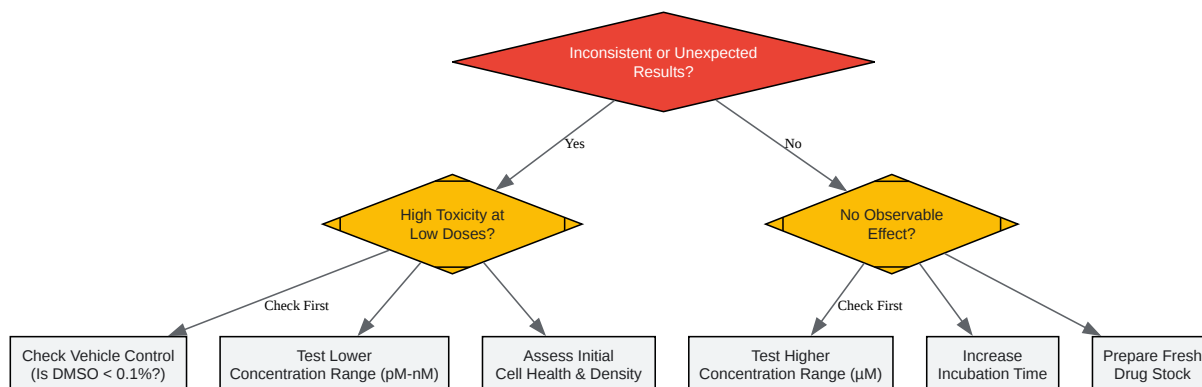 Inconsistent or Unexpected
Results?
Yes
No
High Toxicity at
Low Doses?
No Observable
Effect?
Check First
Check First
Check Vehicle Control
(Is DMSO < 0.1%?)
Test Lower
Concentration Range (pM-nM)
Assess Initial
Cell Health & Density
Test Higher
Concentration Range (µM)
Increase
Incubation Time
Prepare Fresh
Drug Stock